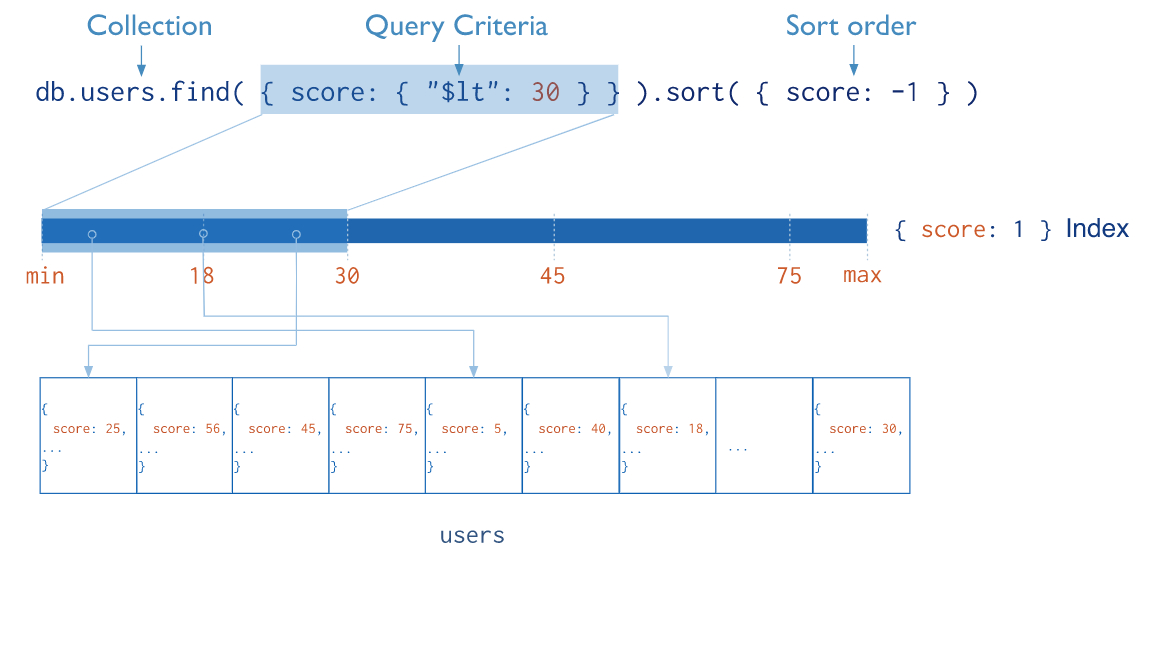 Collection Query Criteria Sort order
db.users.find( { score: { "$lt": 30 } } ).sort( { score: -1 } )
{ score: 1 } Index
min 18 30 45 75 max
{ { { { { { { {
score: 25, score: 56, score: 45, score: 75, score: 5, score: 40, score: 18, score: 30,
... ... ... ... ... ... ... ... ...
} } } } } } } }
users